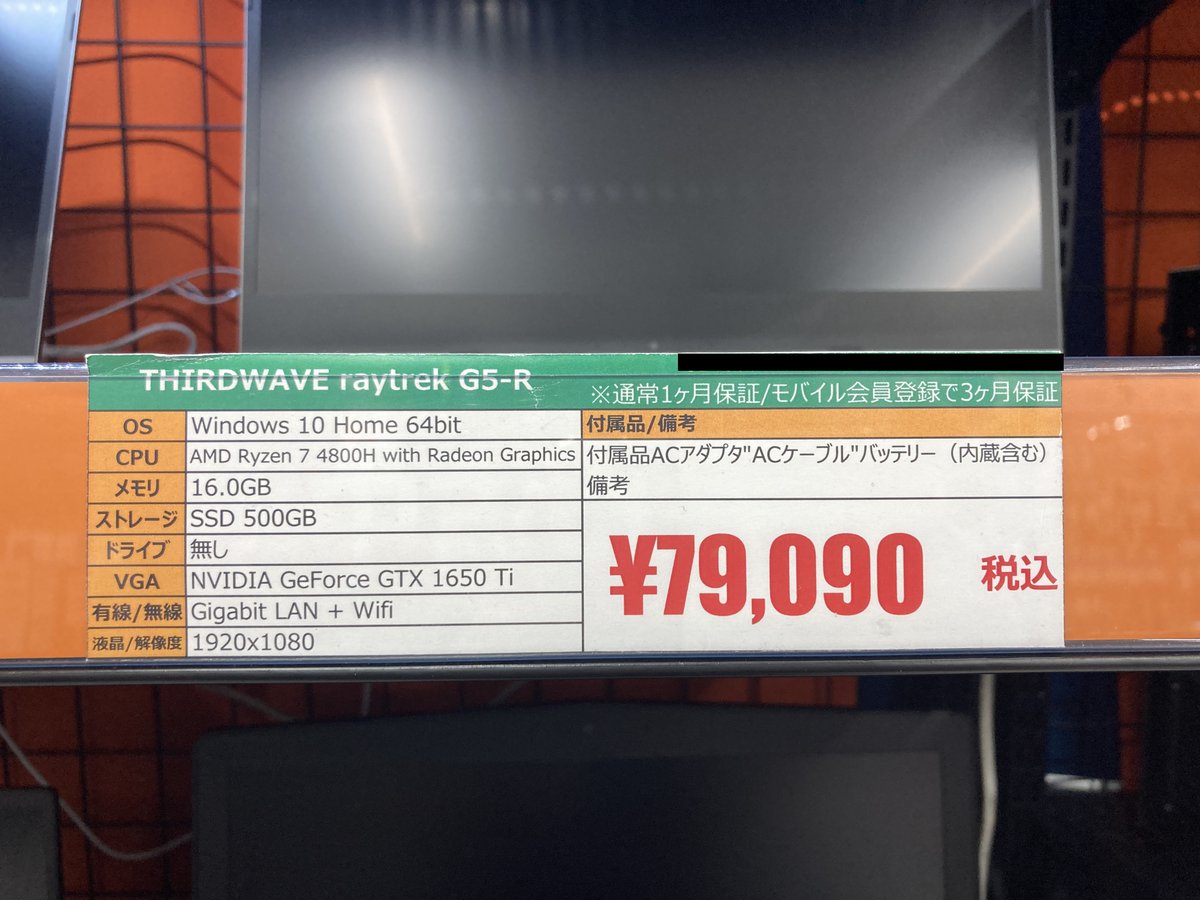 THIRDWAVE raytrek G5-R
※通常1ヶ月保証/モバイル会員登録で3ヶ月保証
OS Windows 10 Home 64bit
CPU AMD Ryzen 7 4800H with Radeon Graphics
メモリ 16.0GB
ストレージ SSD 500GB
ドライブ 無し
VGA NVIDIA GeForce GTX 1650 Ti
有線/無線 Gigabit LAN + Wifi
液晶/解像度 1920x1080
付属品/備考
付属品ACアダプタ"ACケーブル"バッテリー（内蔵含む）
備考
¥79,090 税込